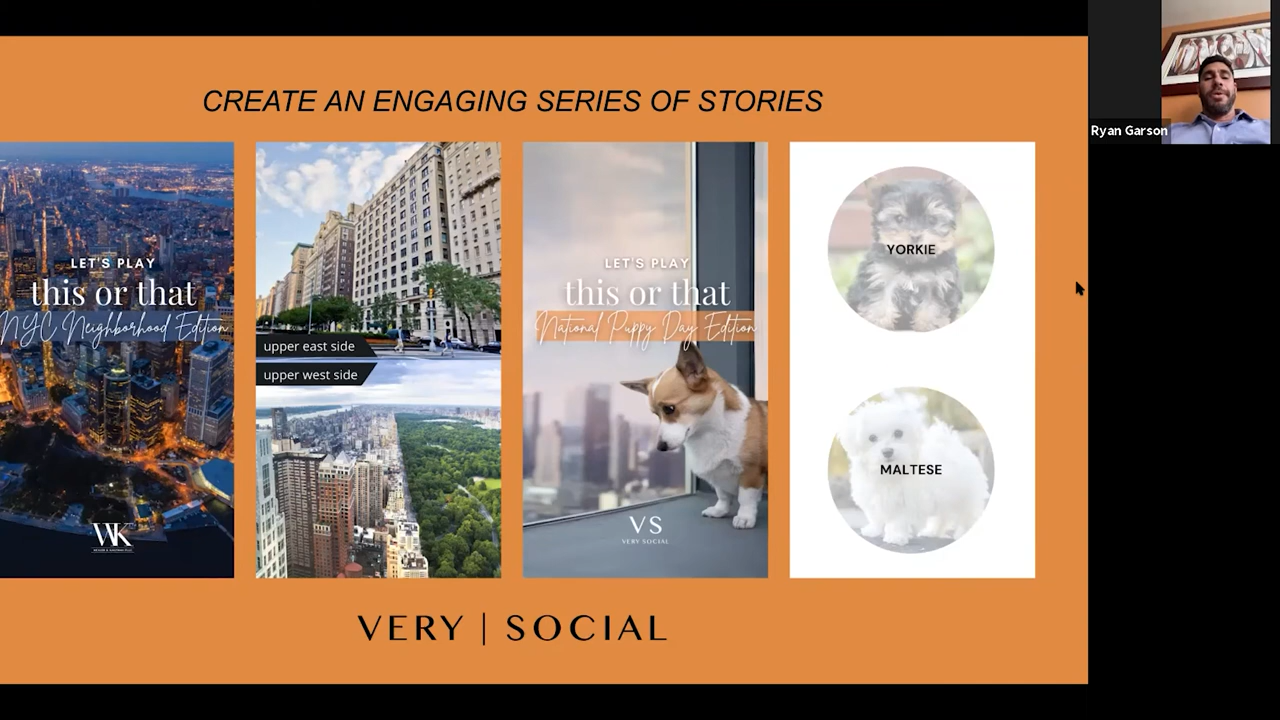 CREATE AN ENGAGING SERIES OF STORIES
LET'S PLAY
this or that
NYC Neighborhood Edition
WK
upper east side
upper west side
LET'S PLAY
this or that
National Puppy Day Edition
VS
VERY SOCIAL
YORKIE
MALTESE
VERY | SOCIAL
Ryan Garson